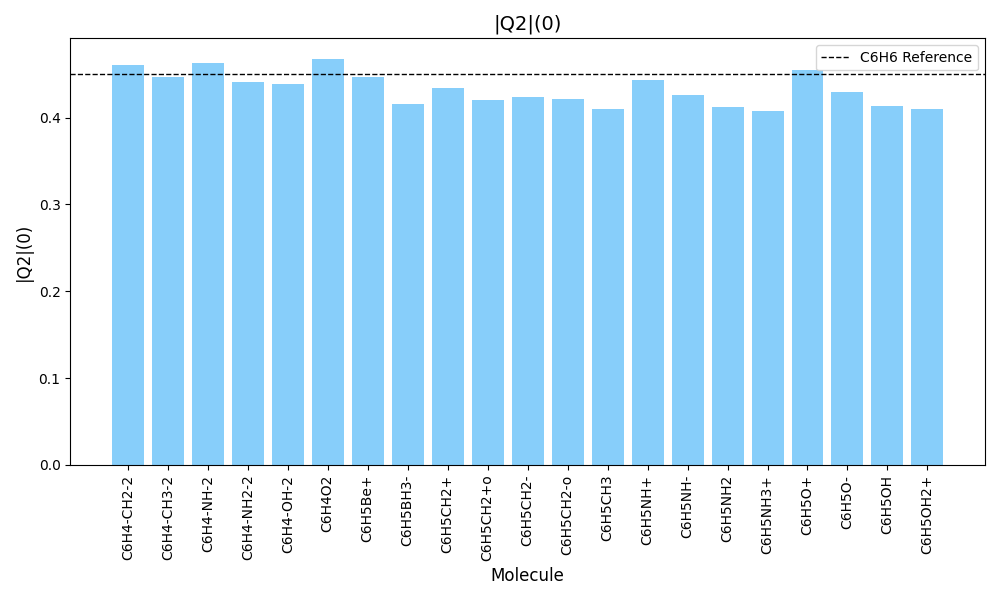 |Q2|(0)
C6H6 Reference
|Q2|(0)
0.4
0.3
0.2
0.1
0.0
C6H4-CH2-2
C6H4-CH3-2
C6H4-NH-2
C6H4-NH2-2
C6H4-OH-2
C6H4O2
C6H5Be+
C6H5BH3-
C6H5CH2+
C6H5CH2+o
C6H5CH2-
C6H5CH2-o
C6H5CH3
C6H5NH+
C6H5NH-
C6H5NH2
C6H5NH3+
C6H5O+
C6H5O-
C6H5OH
C6H5OH2+
Molecule